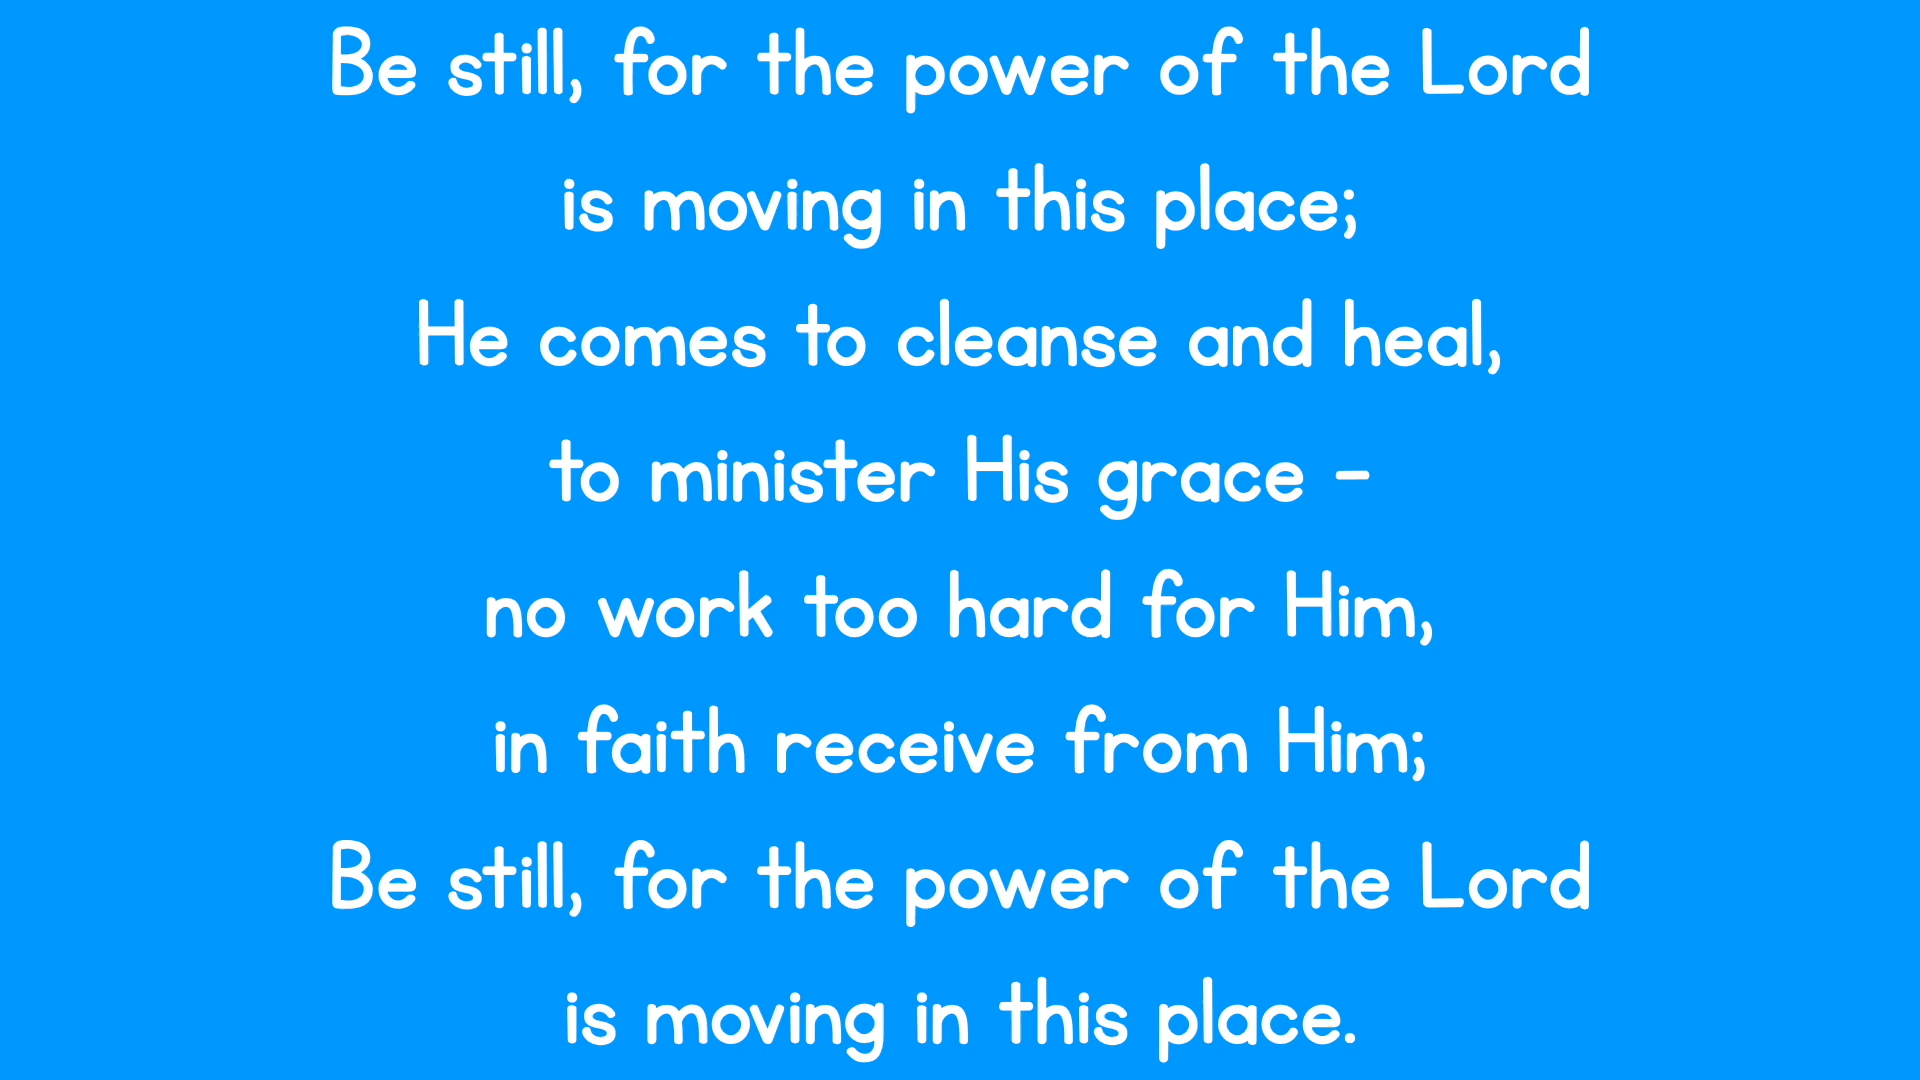 Be still, for the power of the Lord
is moving in this place;
He comes to cleanse and heal,
to minister His grace -
no work too hard for Him,
in faith receive from Him;
Be still, for the power of the Lord
is moving in this place.